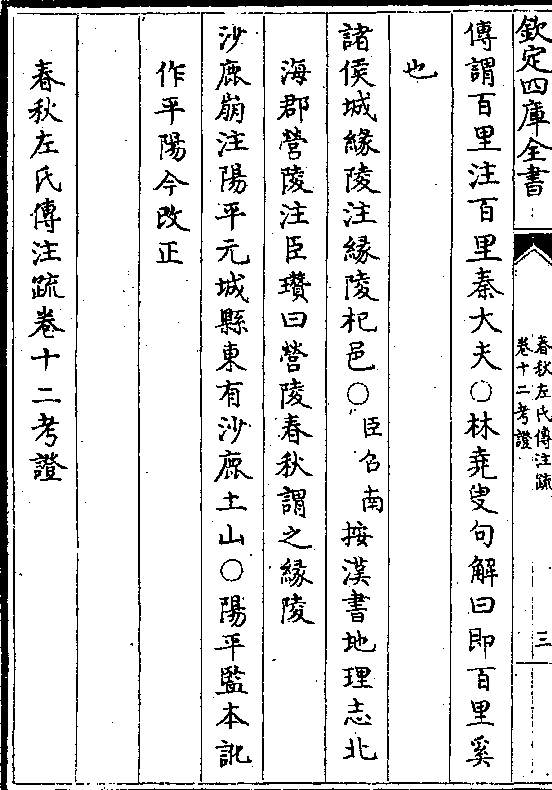 欽定四庫全書
春秋左氏傳注疏
卷十二考證
三
傳謂百里注百里秦大夫○林堯叟句解曰即百里奚
也
諸侯城緣陵注緣陵杞邑○臣召南按漢書地理志北
海郡營陵注臣瓚曰營陵春秋謂之緣陵
沙鹿崩注陽平元城縣東有沙鹿土山○陽平監本訛
作平陽今改正
春秋左氏傳注疏卷十二考證